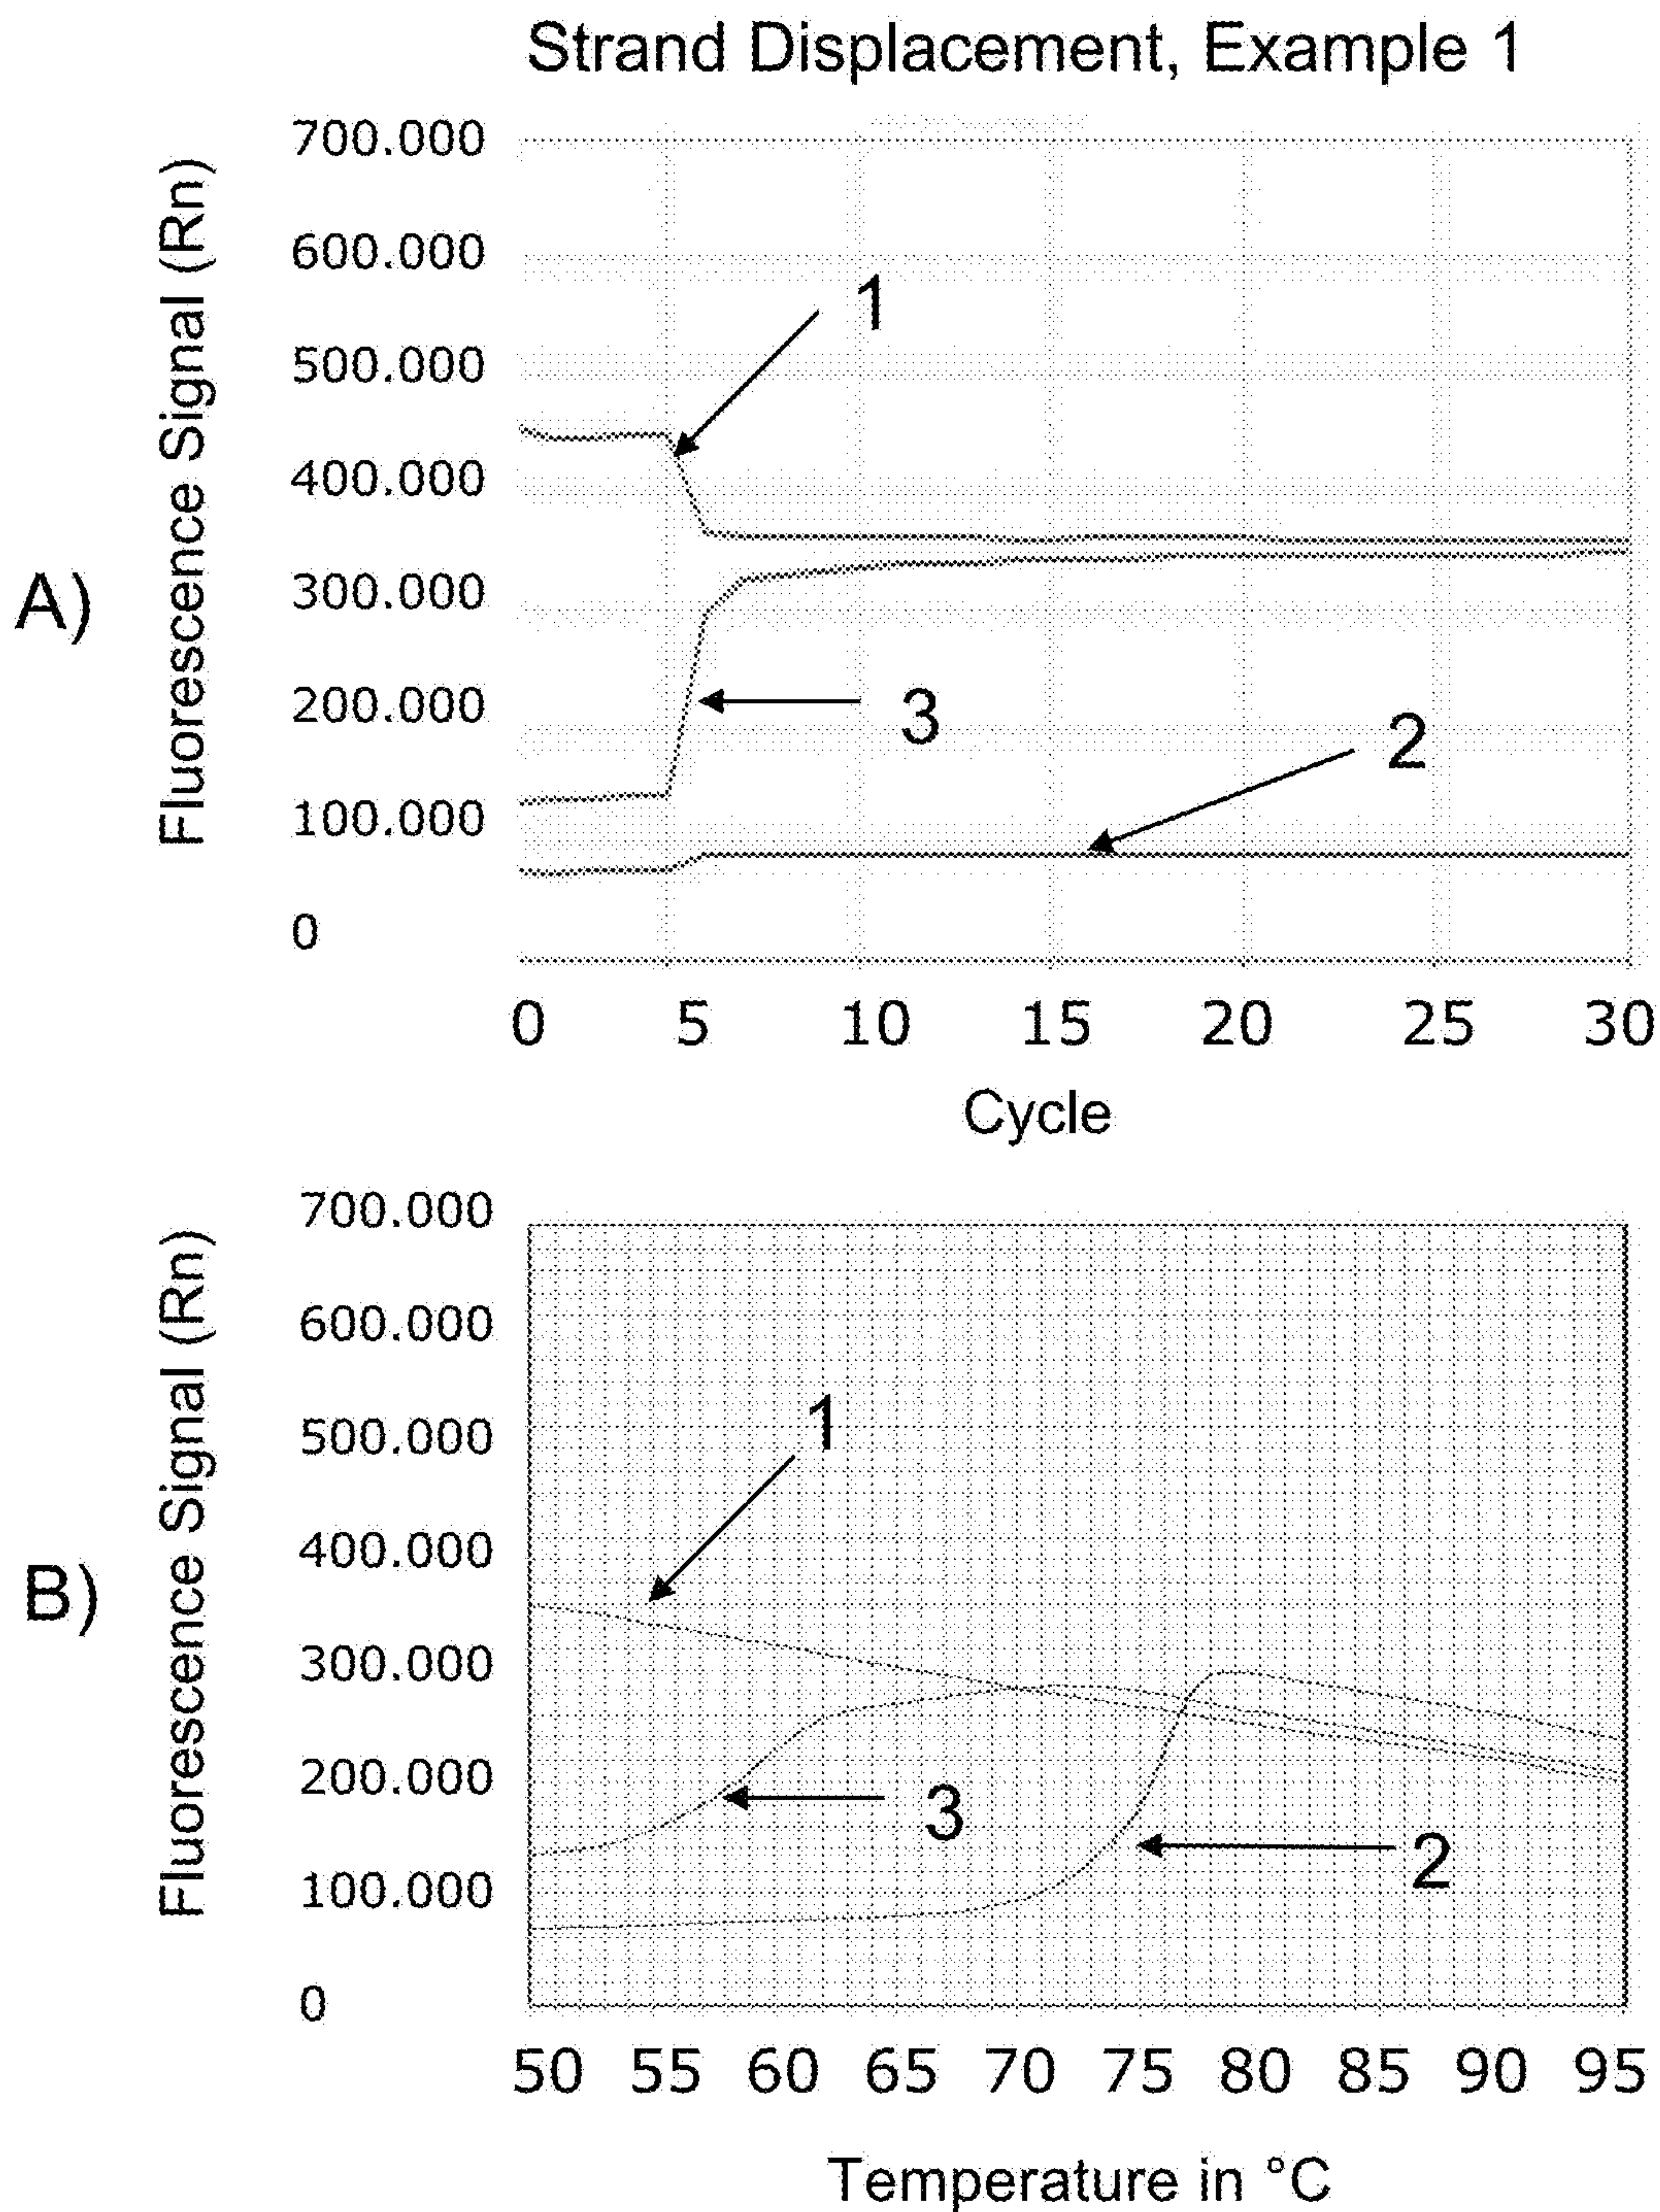 Strand Displacement, Example 1
A)
Fluorescence Signal (Rn)
700.000
600.000
500.000
400.000
300.000
200.000
100.000
0
1
3
2
0 5 10 15 20 25 30
Cycle
B)
Fluorescence Signal (Rn)
700.000
600.000
500.000
400.000
300.000
200.000
100.000
0
1
3
2
50 55 60 65 70 75 80 85 90 95
Temperature in °C